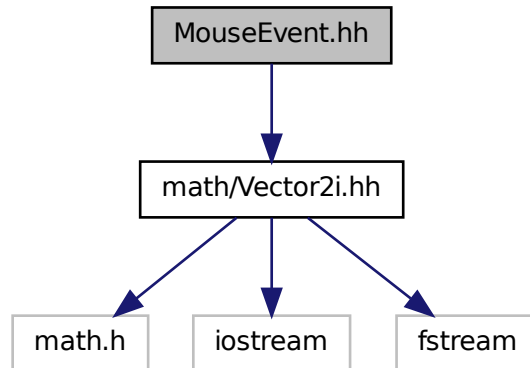 MouseEvent.hh
math/Vector2i.hh
math.h
iostream
fstream